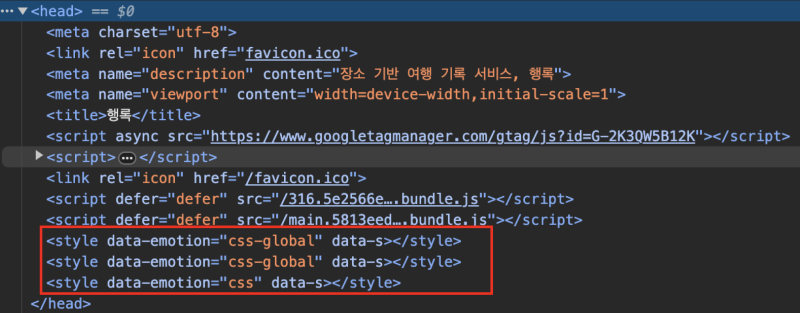 ··· ▼<head> == $0
<meta charset="utf-8">
<link rel="icon" href="favicon.ico">
<meta name="description" content="장소 기반 여행 기록 서비스, 행록">
<meta name="viewport" content="width=device-width,initial-scale=1">
<title>행록</title>
<script async src="https://www.googletagmanager.com/gtag/js?id=G-2K3QW5B12K"></script>
▶<script>···</script>
<link rel="icon" href="/favicon.ico">
<script defer="defer" src="/316.5e2566e….bundle.js"></script>
<script defer="defer" src="/main.5813eed….bundle.js"></script>
<style data-emotion="css-global" data-s></style>
<style data-emotion="css-global" data-s></style>
<style data-emotion="css" data-s></style>
</head>